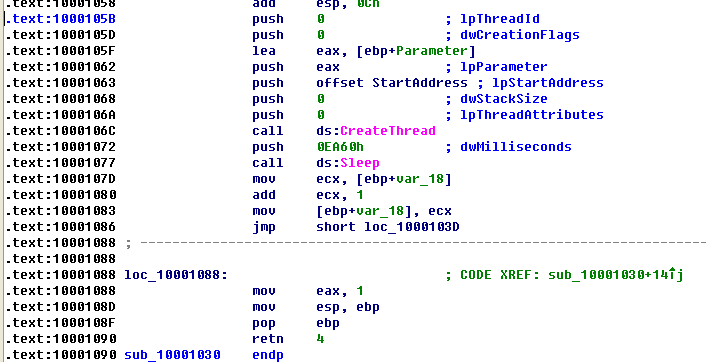 .text:10001058 add esp, 0Ch
.text:1000105B push 0 ; lpThreadId
.text:1000105D push 0 ; dwCreationFlags
.text:1000105F lea eax, [ebp+Parameter]
.text:10001062 push eax ; lpParameter
.text:10001063 push offset StartAddress ; lpStartAddress
.text:10001068 push 0 ; dwStackSize
.text:1000106A push 0 ; lpThreadAttributes
.text:1000106C call ds:CreateThread
.text:10001072 push 0EA60h ; dwMilliseconds
.text:10001077 call ds:Sleep
.text:1000107D mov ecx, [ebp+var_18]
.text:10001080 add ecx, 1
.text:10001083 mov [ebp+var_18], ecx
.text:10001086 jmp short loc_1000103D
.text:10001088 ; ---------------------------------------------------------------------------
.text:10001088
.text:10001088 loc_10001088: ; CODE XREF: sub_10001030+14↑j
.text:10001088 mov eax, 1
.text:1000108D mov esp, ebp
.text:1000108F pop ebp
.text:10001090 retn 4
.text:10001090 sub_10001030 endp